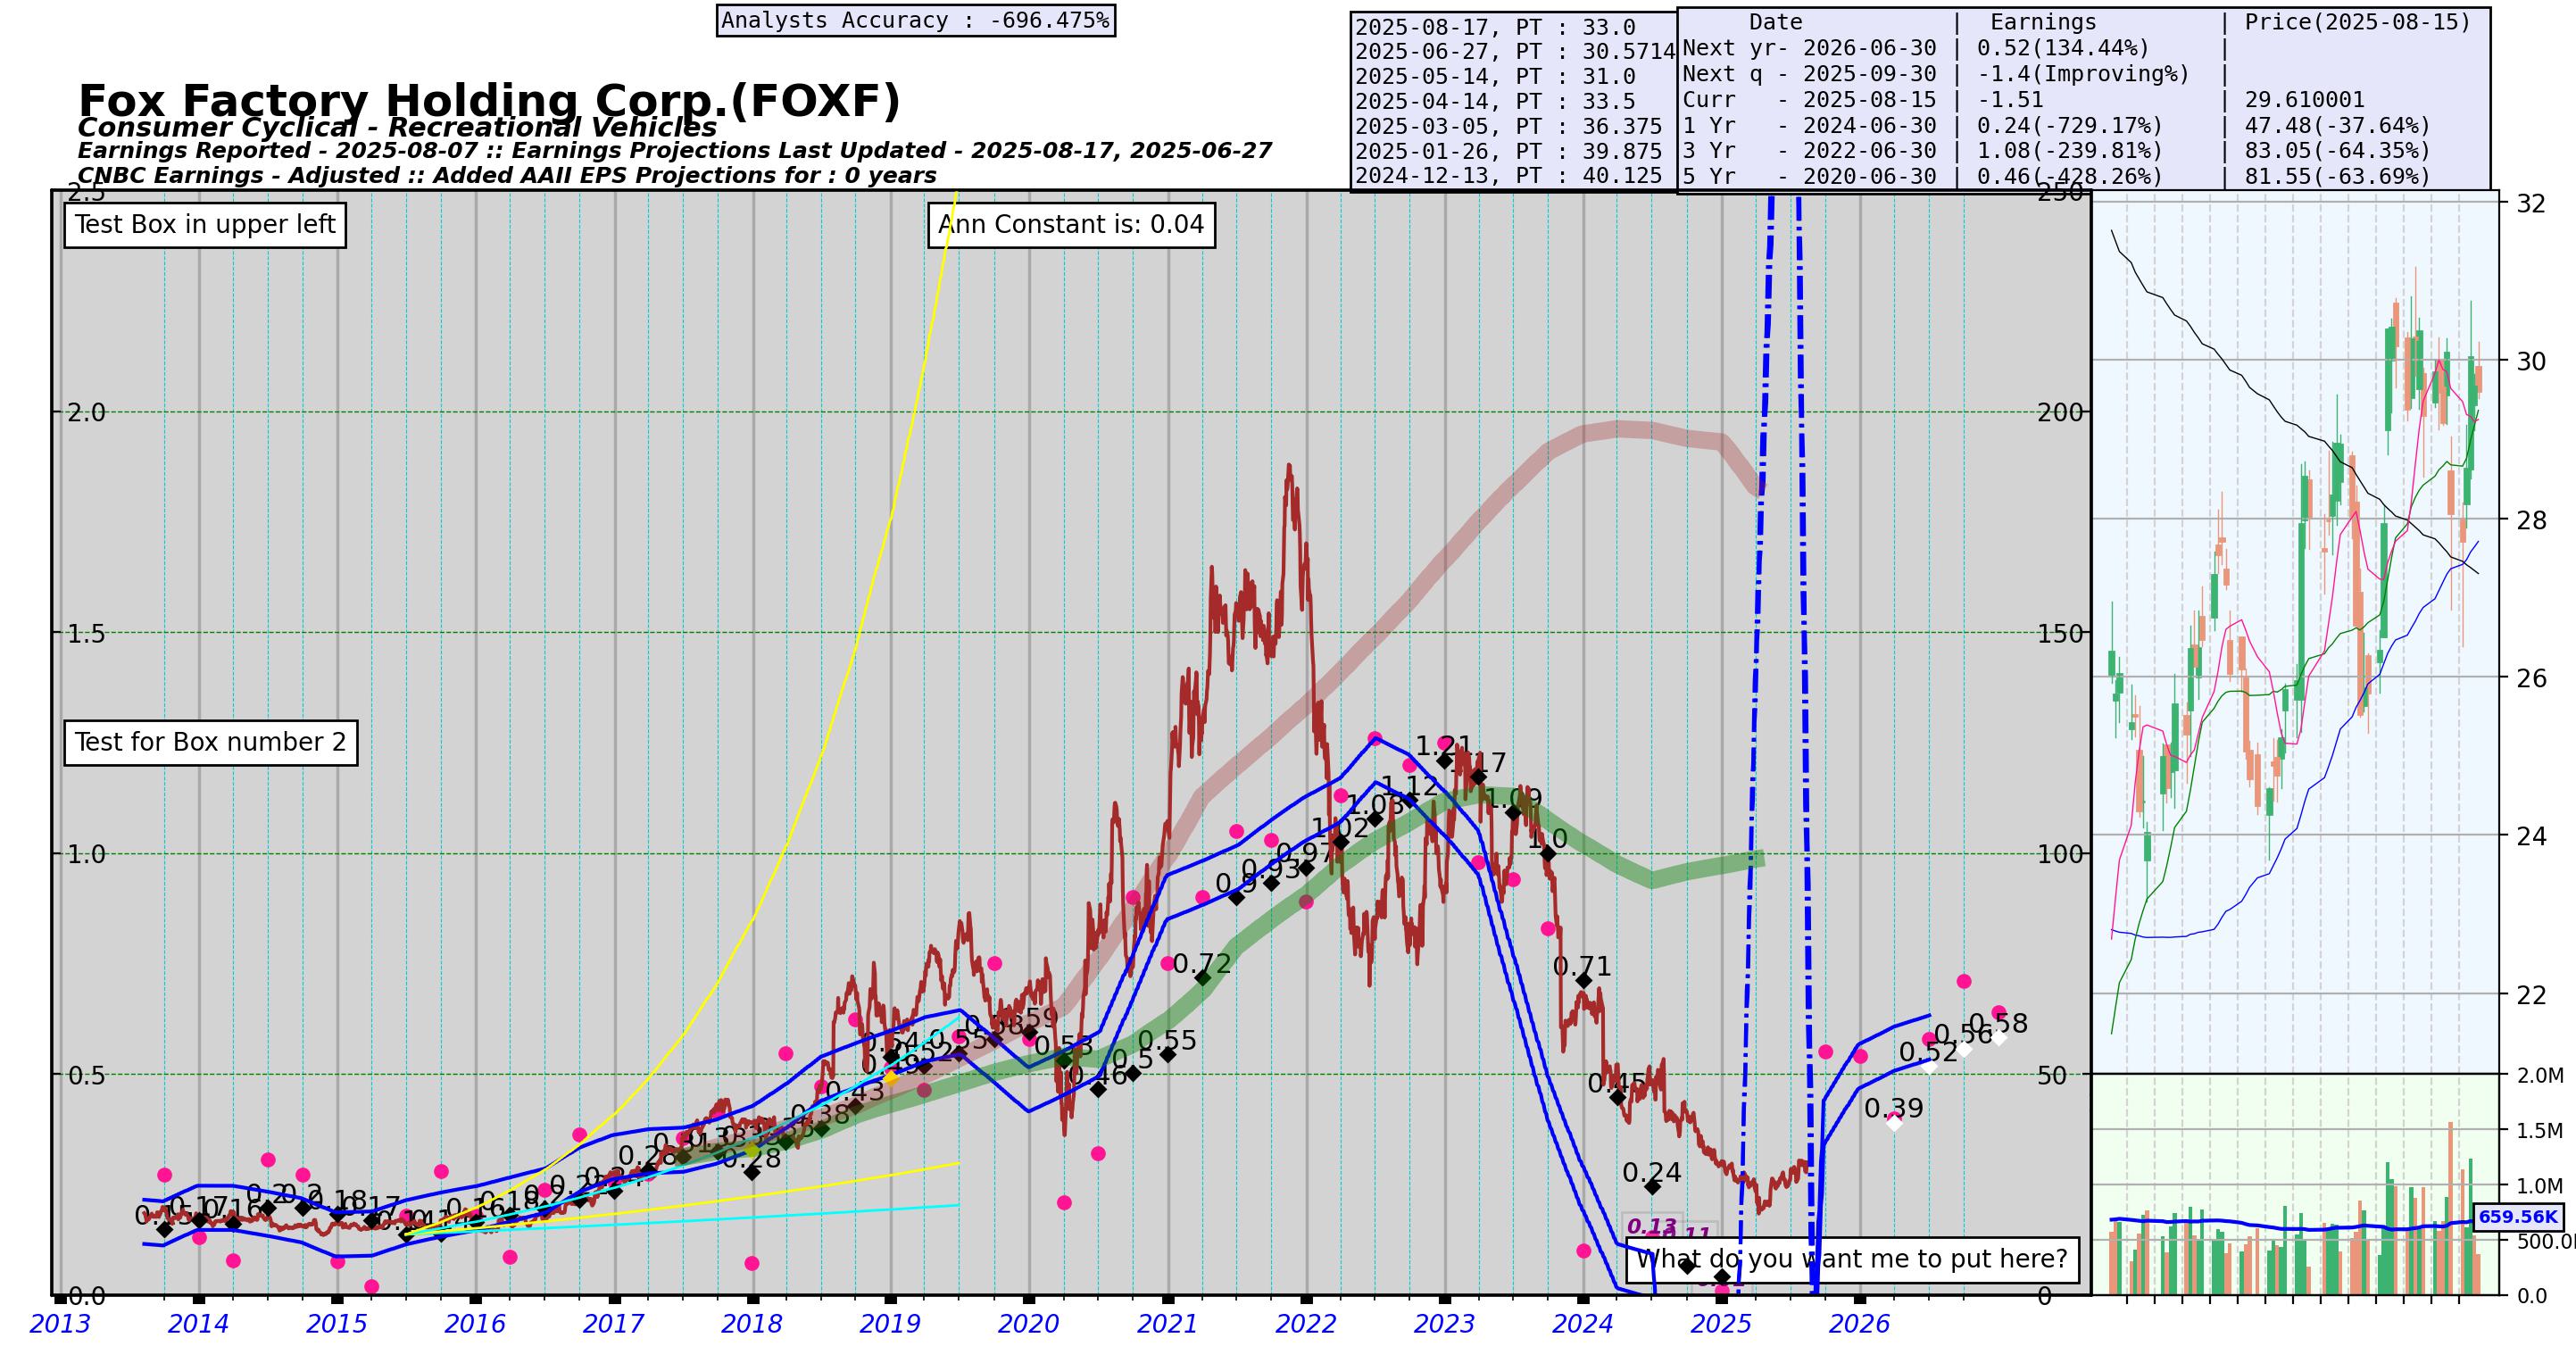 Analysts Accuracy : -696.475%
Fox Factory Holding Corp.(FOXF)
Consumer Cyclical - Recreational Vehicles
Earnings Reported - 2025-08-07 :: Earnings Projections Last Updated - 2025-08-17, 2025-06-27
CNBC Earnings - Adjusted :: Added AAII EPS Projections for : 0 years
2025-08-17, PT : 33.0
2025-06-27, PT : 30.5714
2025-05-14, PT : 31.0
2025-04-14, PT : 33.5
2025-03-05, PT : 36.375
2025-01-26, PT : 39.875
2024-12-13, PT : 40.125
Date | Earnings | Price(2025-08-15)
Next yr- 2026-06-30 | 0.52(134.44%) |
Next q - 2025-09-30 | -1.4(Improving%) |
Curr - 2025-08-15 | -1.51 | 29.610001
1 Yr - 2024-06-30 | 0.24(-729.17%) | 47.48(-37.64%)
3 Yr - 2022-06-30 | 1.08(-239.81%) | 83.05(-64.35%)
5 Yr - 2020-06-30 | 0.46(-428.26%) | 81.55(-63.69%)
Test Box in upper left
Ann Constant is: 0.04
Test for Box number 2
What do you want me to put here?
2.5
2.0
1.5
1.0
0.5
0.0
250
200
150
100
50
0
32
30
28
26
24
22
2.0M
1.5M
1.0M
659.56K
500.0
0.0
0.28
0.43
0.59
0.53
0.46
0.5
0.55
0.72
0.9
0.93
0.97
1.02
1.08
1.12
1.21
1.17
1.09
1.0
0.71
0.45
0.24
0.13
0.11
0.39
0.52
0.56
0.58
2013
2014
2015
2016
2017
2018
2019
2020
2021
2022
2023
2024
2025
2026